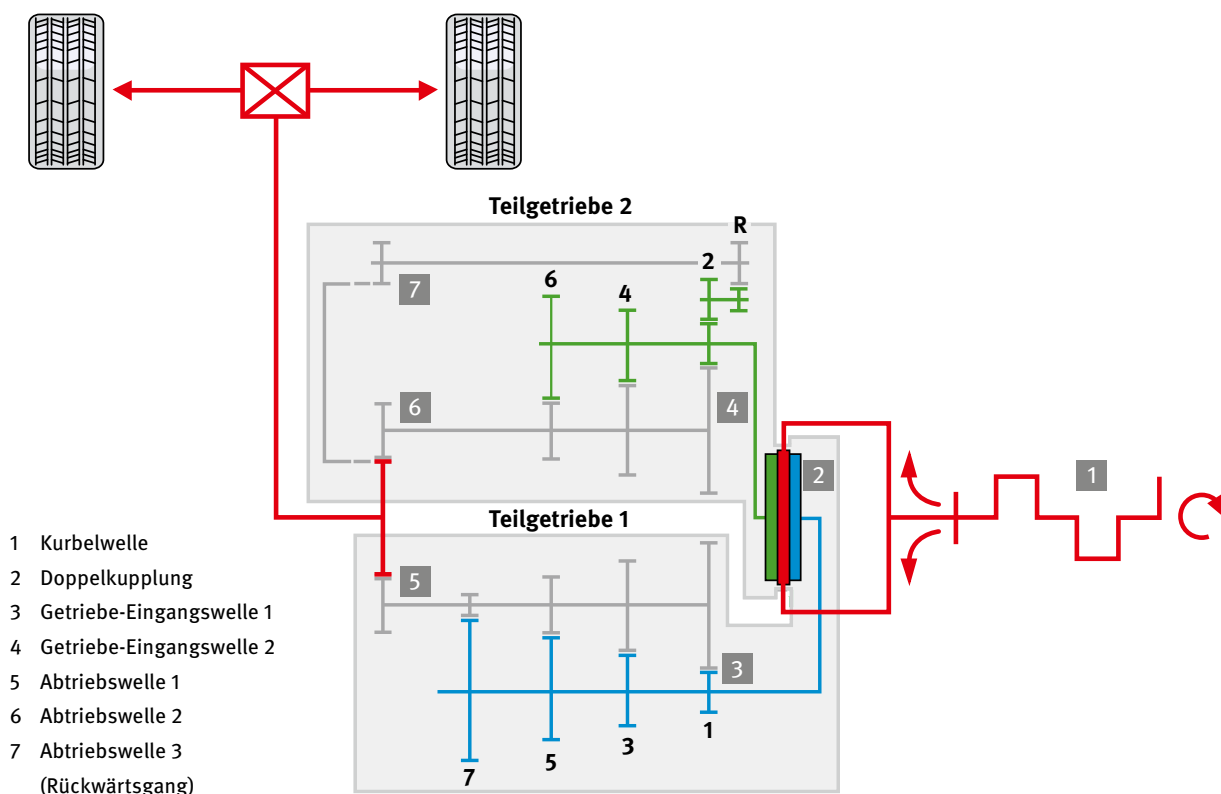 Teilgetriebe 2
R
2
6
4
7
6
4
2
1
Teilgetriebe 1
5
3
1
3
5
7
1 Kurbelwelle
2 Doppelkupplung
3 Getriebe-Eingangswelle 1
4 Getriebe-Eingangswelle 2
5 Abtriebswelle 1
6 Abtriebswelle 2
7 Abtriebswelle 3
(Rückwärtsgang)